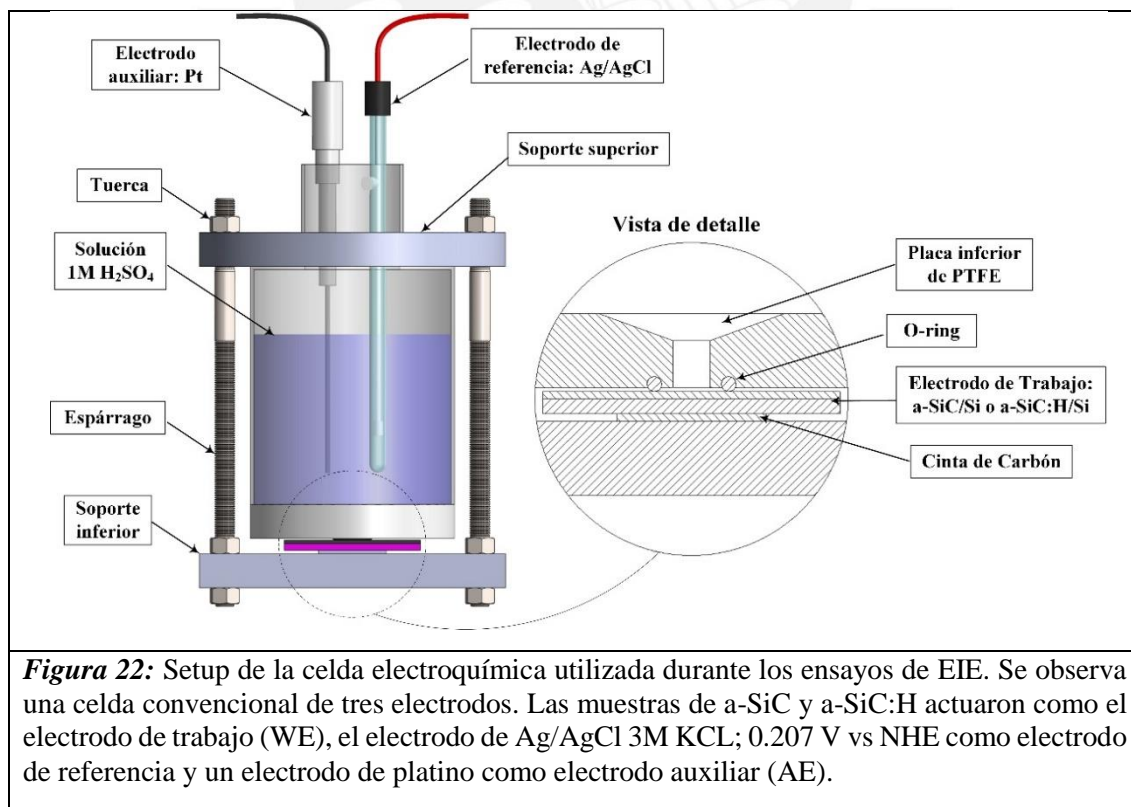 Electrodo
auxiliar: Pt
Electrodo de
referencia: Ag/AgCl
Soporte superior
Tuerca
Solución
1M H₂SO₄
Espárrago
Soporte
inferior
Vista de detalle
Placa inferior
de PTFE
O-ring
Electrodo de Trabajo:
a-SiC/Si o a-SiC:H/Si
Cinta de Carbón
Figura 22: Setup de la celda electroquímica utilizada durante los ensayos de EIE. Se observa
una celda convencional de tres electrodos. Las muestras de a-SiC y a-SiC:H actuaron como el
electrodo de trabajo (WE), el electrodo de Ag/AgCl 3M KCL; 0.207 V vs NHE como electrodo
de referencia y un electrodo de platino como electrodo auxiliar (AE).